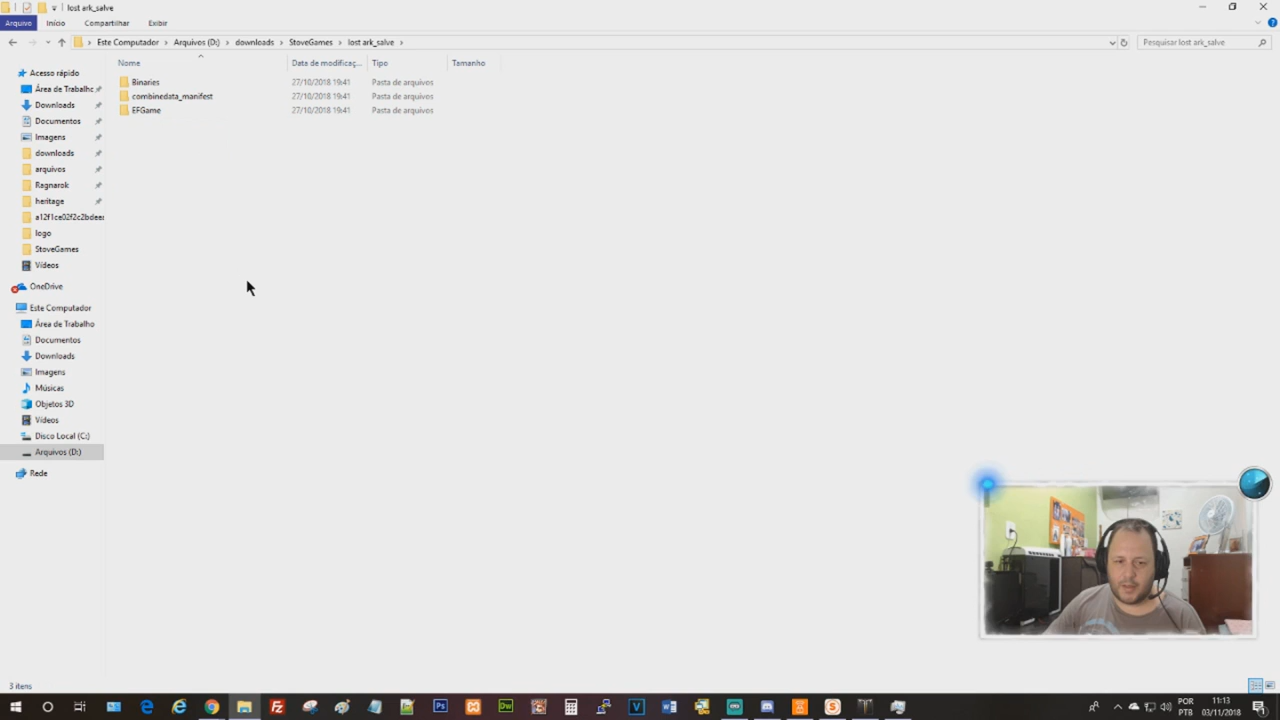 lost ark_salve
Arquivo Início Compartilhar Exibir
Este Computador Arquivos (D:) downloads StoveGames lost ark_salve Pesquisar lost ark_salve
Nome Data de modificaç... Tipo Tamanho
Binaries 27/10/2018 19:41 Pasta de arquivos
combinedata_manifest 27/10/2018 19:41 Pasta de arquivos
EFGame 27/10/2018 19:41 Pasta de arquivos
Acesso rápido
Área de Trabalho
Downloads
Documentos
Imagens
downloads
arquivos
Ragnarok
heritage
a12f1ce02f2c2bdees
logo
StoveGames
Vídeos
OneDrive
Este Computador
Área de Trabalho
Documentos
Downloads
Imagens
Músicas
Objetos 3D
Vídeos
Disco Local (C:)
Arquivos (D:)
Rede
3 itens
POR 11:13
PTB 03/11/2018